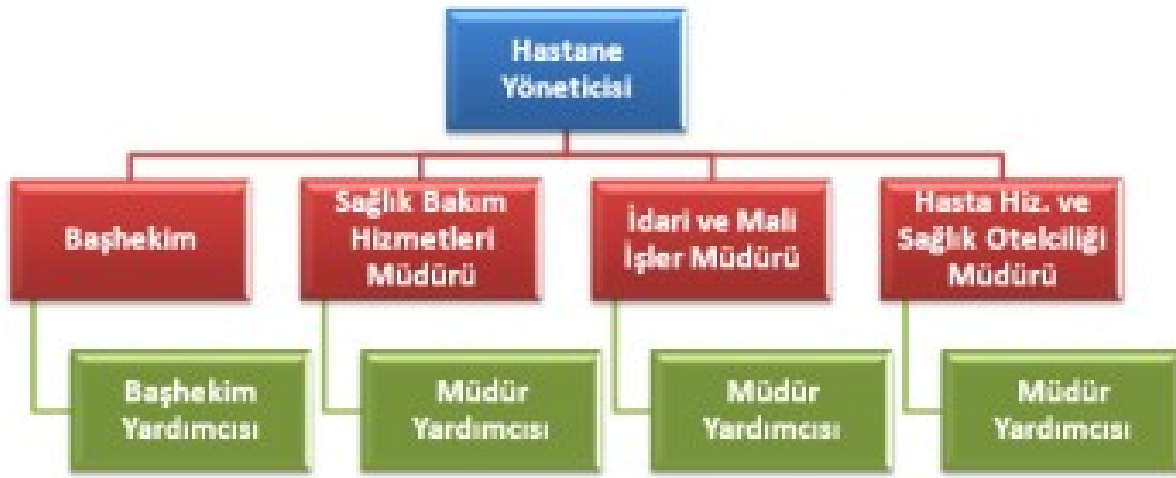 Hastane
Yöneticisi
Başhekim
Sağlık Bakım
Hizmetleri
Müdürü
İdari ve Mali
İşler Müdürü
Hasta Hiz. ve
Sağlık Otelciliği
Müdürü
Başhekim
Yardımcısı
Müdür
Yardımcısı
Müdür
Yardımcısı
Müdür
Yardımcısı